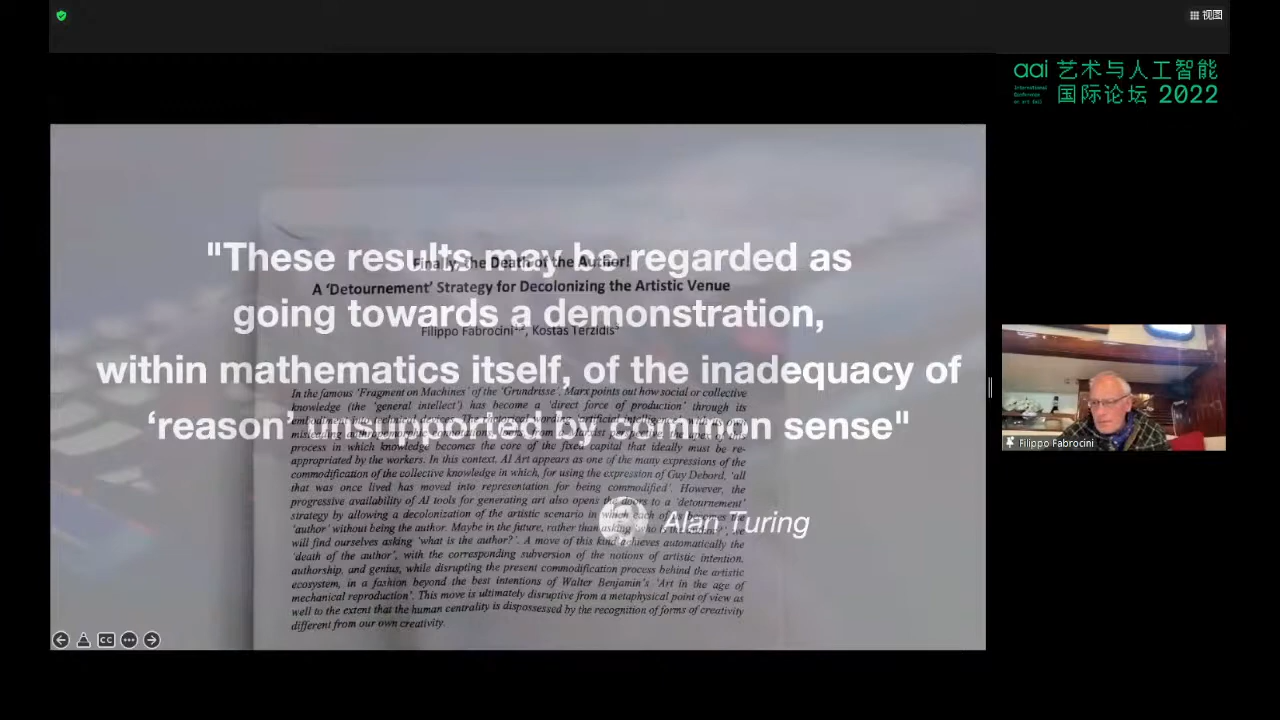 视图
aai 艺术与人工智能
国际论坛 2022
International
Conference
on art &ai
"These results may be regarded as
going towards a demonstration,
within mathematics itself, of the inadequacy of
‘reason’ unsupported by common sense"
Alan Turing
Finally, the Death of the Author!
A ‘Detournement’ Strategy for Decolonizing the Artistic Venue
Filippo Fabrocini, Kostas Terzidis
In the famous ‘Fragment on Machines’ of the ‘Grundrisse’, Marx points out how social or collective
knowledge (the ‘general intellect’) has become a ‘direct force of production’ through its
process in which knowledge becomes the core of the fixed capital that ideally must be re-
appropriated by the workers. In this context, AI Art appears as one of the many expressions of the
commodification of the collective knowledge in which, for using the expression of Guy Debord, ‘all
that was once lived has moved into representation for being commodified’. However, the
progressive availability of AI tools for generating art also opens the doors to a ‘detournement’
strategy by allowing a decolonization of the artistic scenario in which each of
‘author’ without being the author. Maybe in the future, rather than asking
will find ourselves asking ‘what is the author?’. A move of this kind achieves automatically the
‘death of the author’, with the corresponding subversion of the notions of artistic intention,
authorship, and genius, while disrupting the present commodification process behind the artistic
ecosystem, in a fashion beyond the best intentions of Walter Benjamin's ‘Art in the age of
mechanical reproduction’. This move is ultimately disruptive from a metaphysical point of view as
well to the extent that the human centrality is dispossessed by the recognition of forms of creativity
different from our own creativity.
CC
Filippo Fabrocini